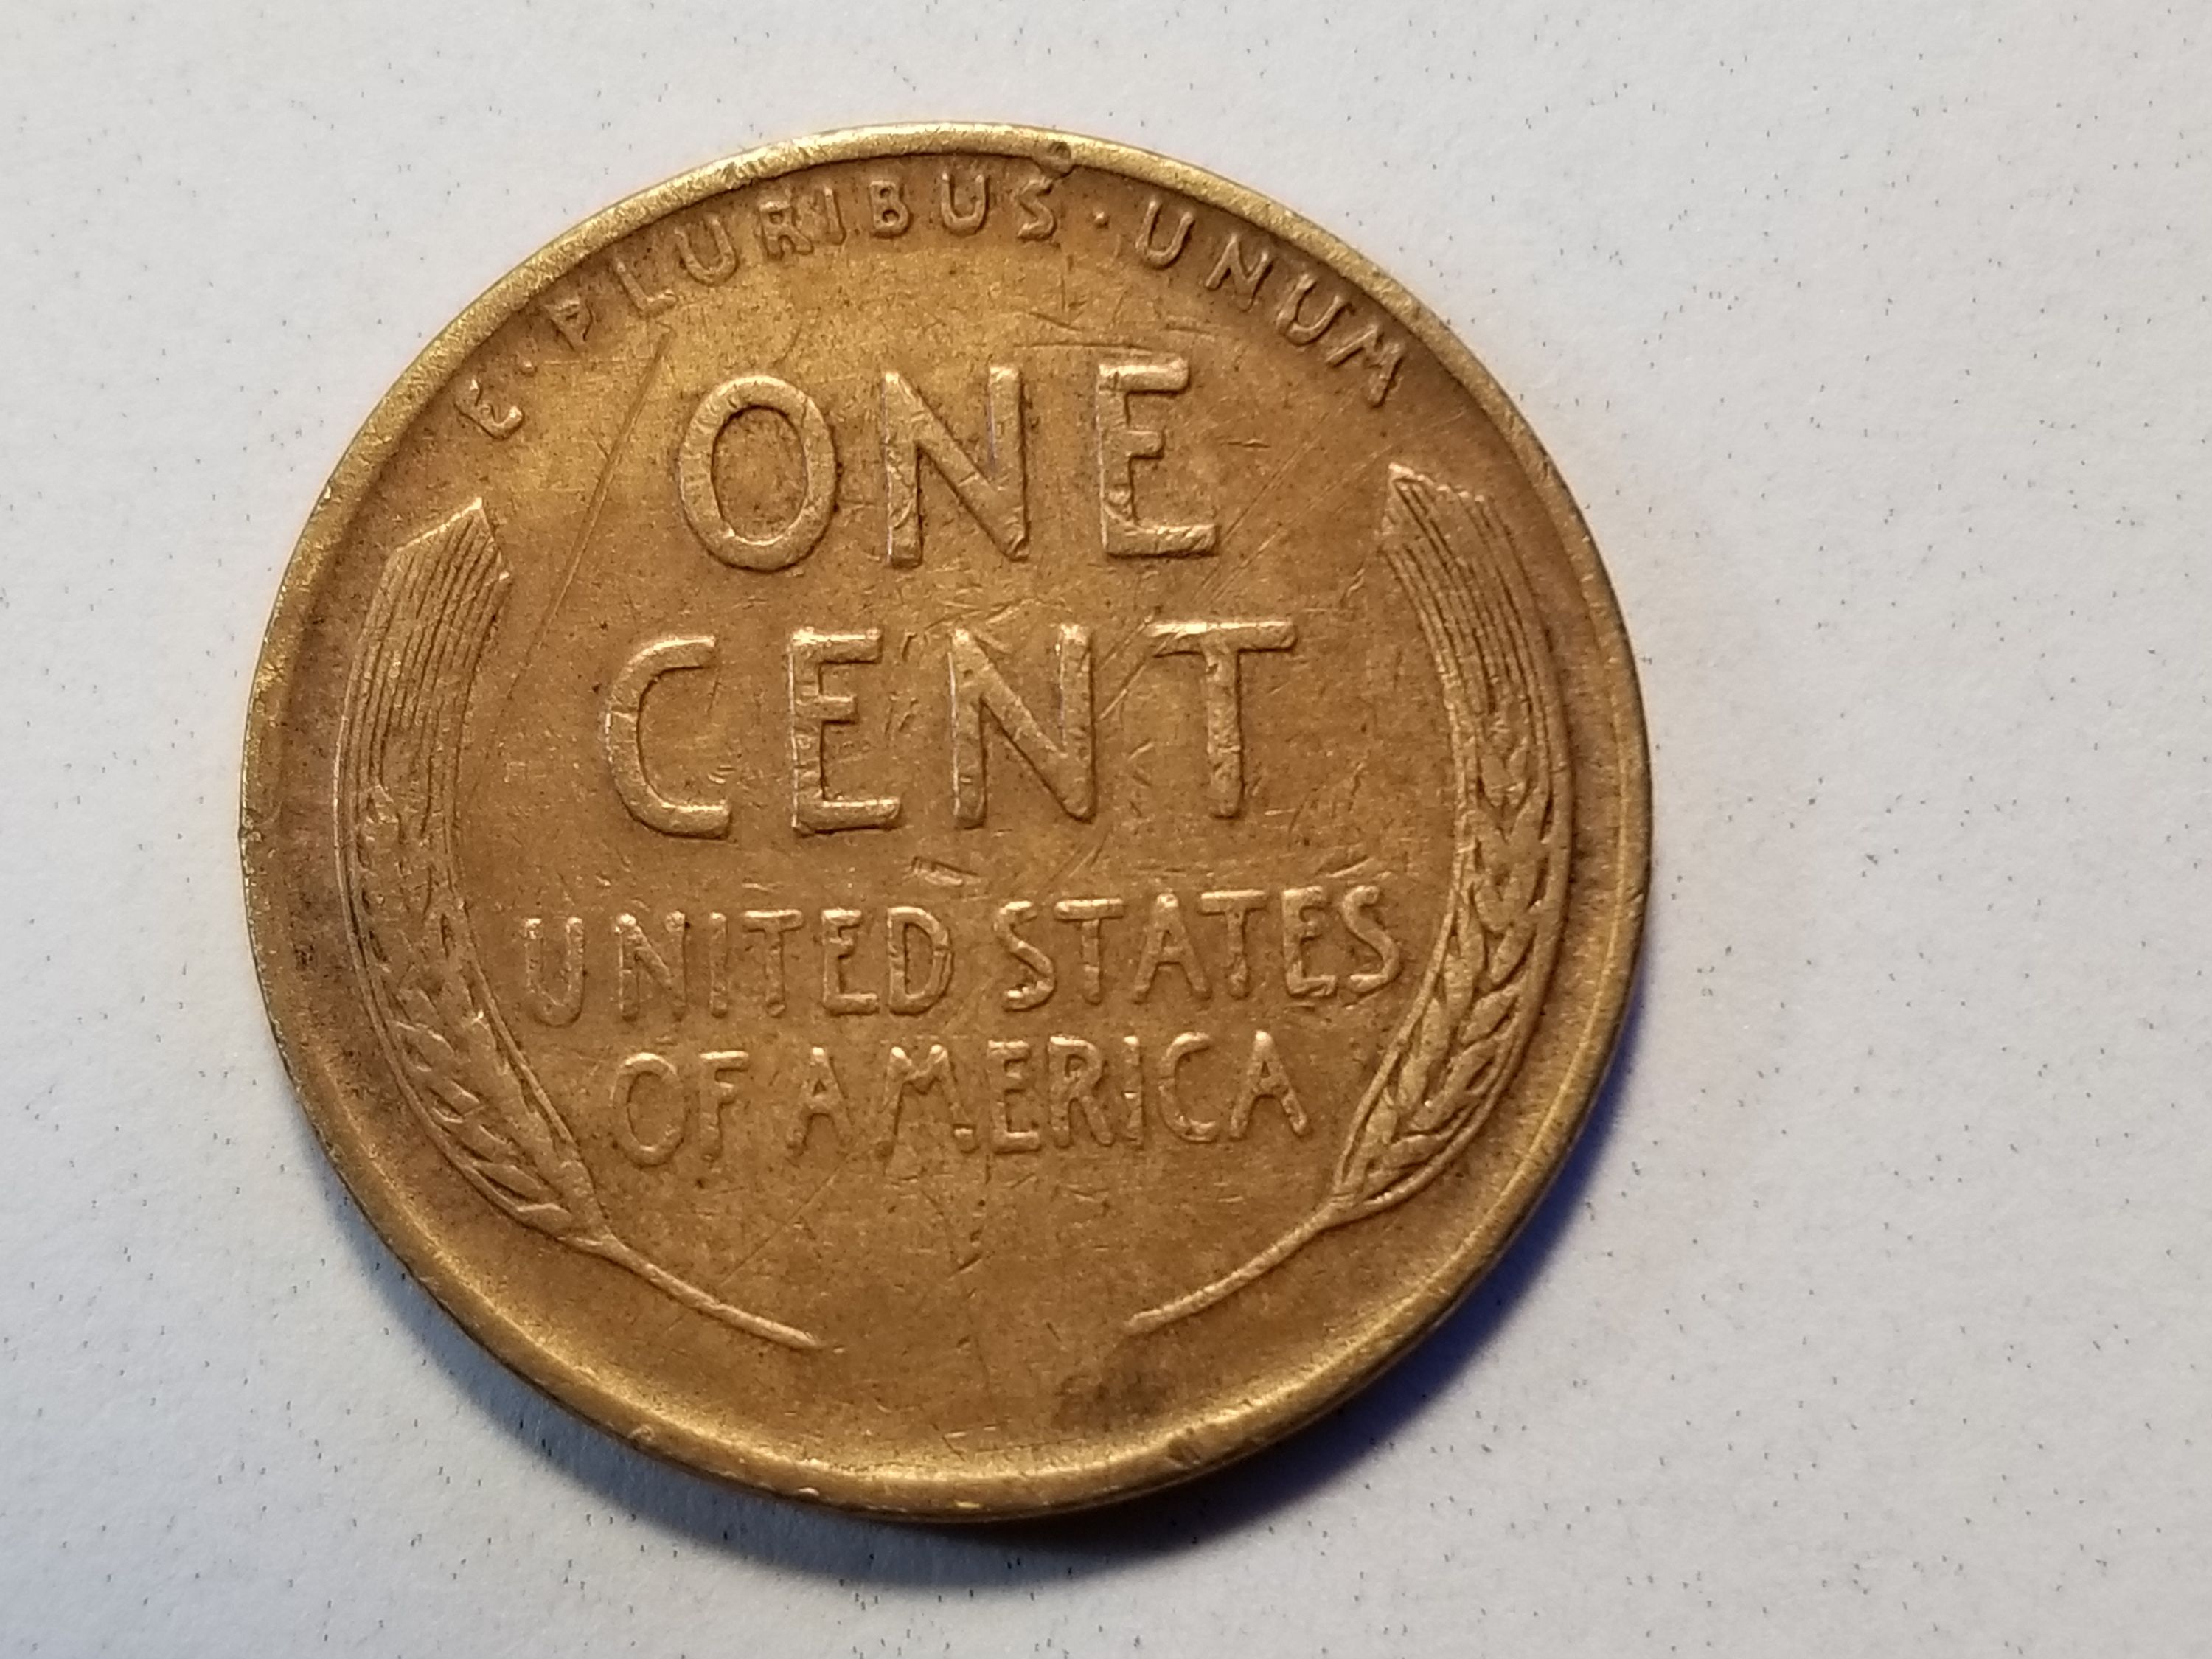 E·PLURIBUS·UNUM
ONE
CENT
UNITED STATES
OF AMERICA